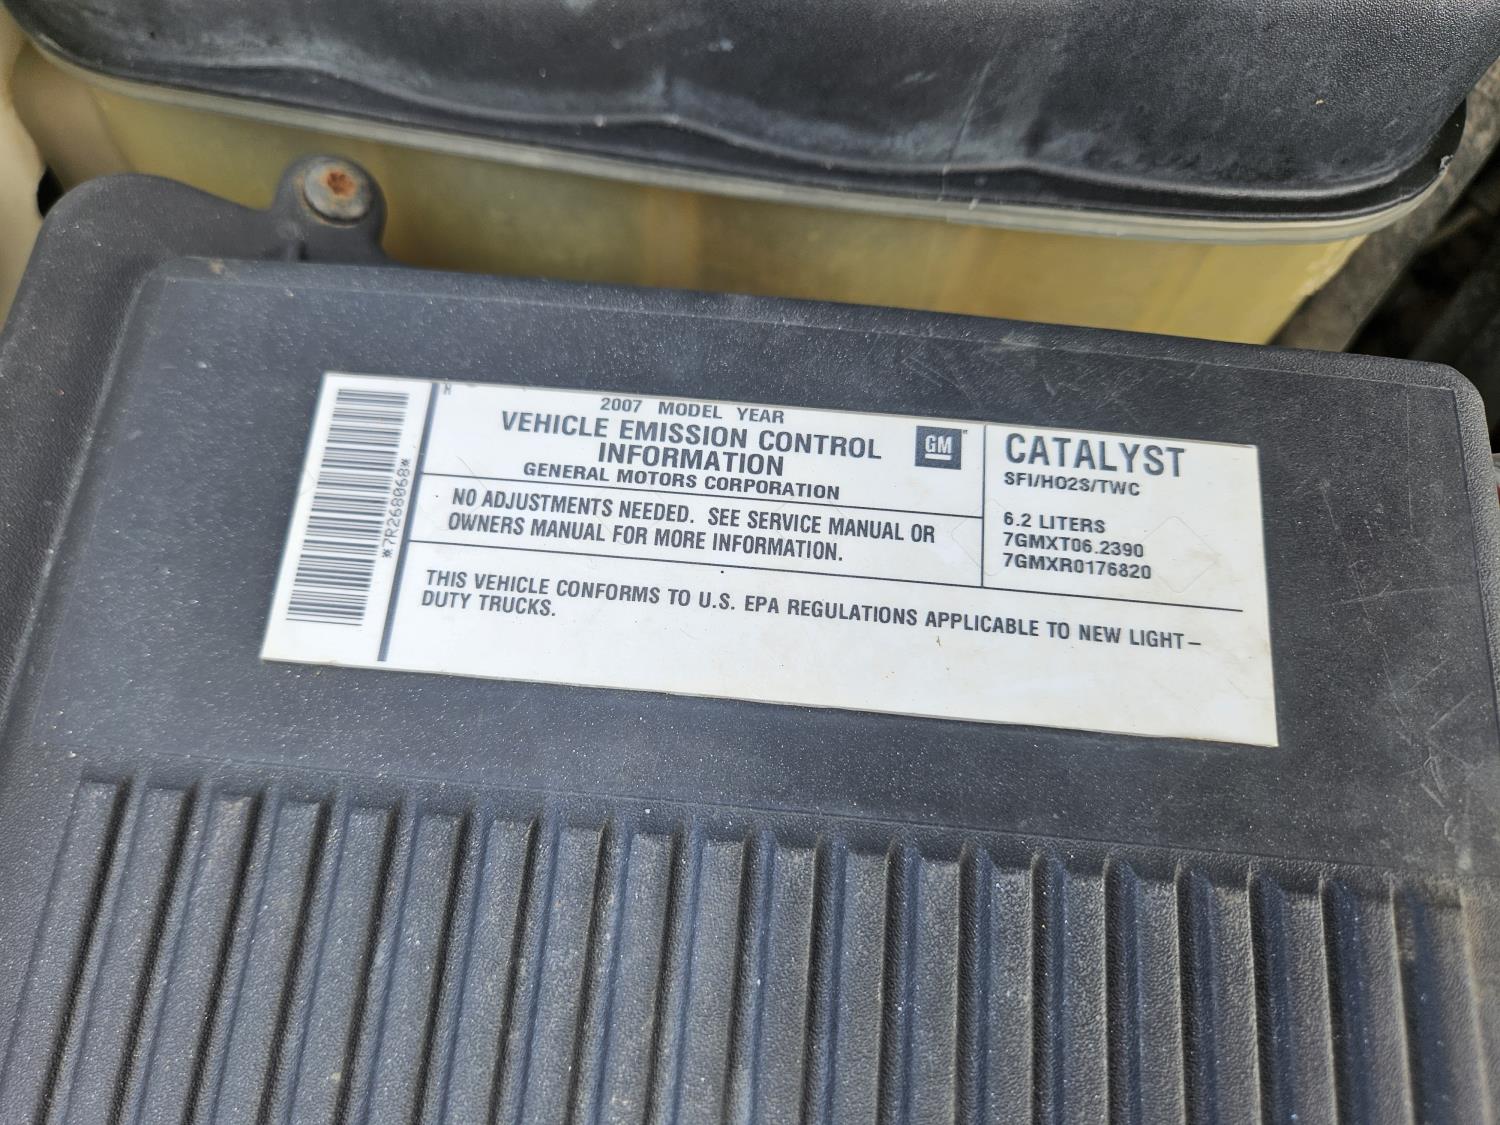 *7R268068*
M
2007 MODEL YEAR
VEHICLE EMISSION CONTROL
INFORMATION
GENERAL MOTORS CORPORATION
GM
NO ADJUSTMENTS NEEDED. SEE SERVICE MANUAL OR
OWNERS MANUAL FOR MORE INFORMATION.
CATALYST
SFI/HO2S/TWC
6.2 LITERS
7GMXT06.2390
7GMXR0176820
THIS VEHICLE CONFORMS TO U.S. EPA REGULATIONS APPLICABLE TO NEW LIGHT-
DUTY TRUCKS.